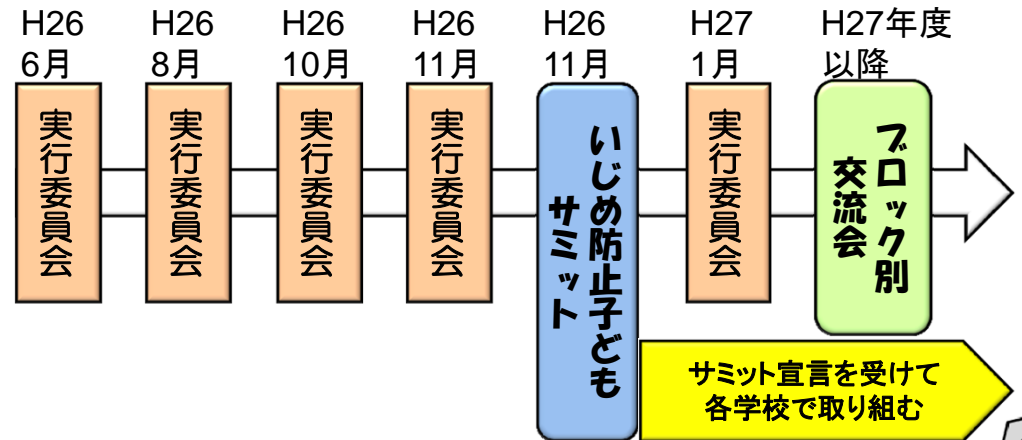 H26
6月
H26
8月
H26
10月
H26
11月
H26
11月
H27
1月
H27年度
以降
実行委員会
実行委員会
実行委員会
実行委員会
いじめ防止子ども
サミット
実行委員会
ブロック別
交流会
サミット宣言を受けて
各学校で取り組む